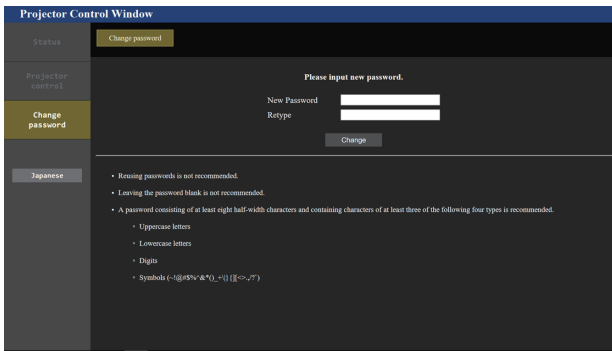 Projector Control Window
Status
Change password
Projector
control
Please input new password.
New Password
Change
password
Retype
Change
Japanese
• Reusing passwords is not recommended.
• Leaving the password blank is not recommended.
• A password consisting of at least eight half-width characters and containing characters of at least three of the following four types is recommended.
◦ Uppercase letters
◦ Lowercase letters
◦ Digits
◦ Symbols (~!@#$%^&*()_+\{}[]<>.,/?`)